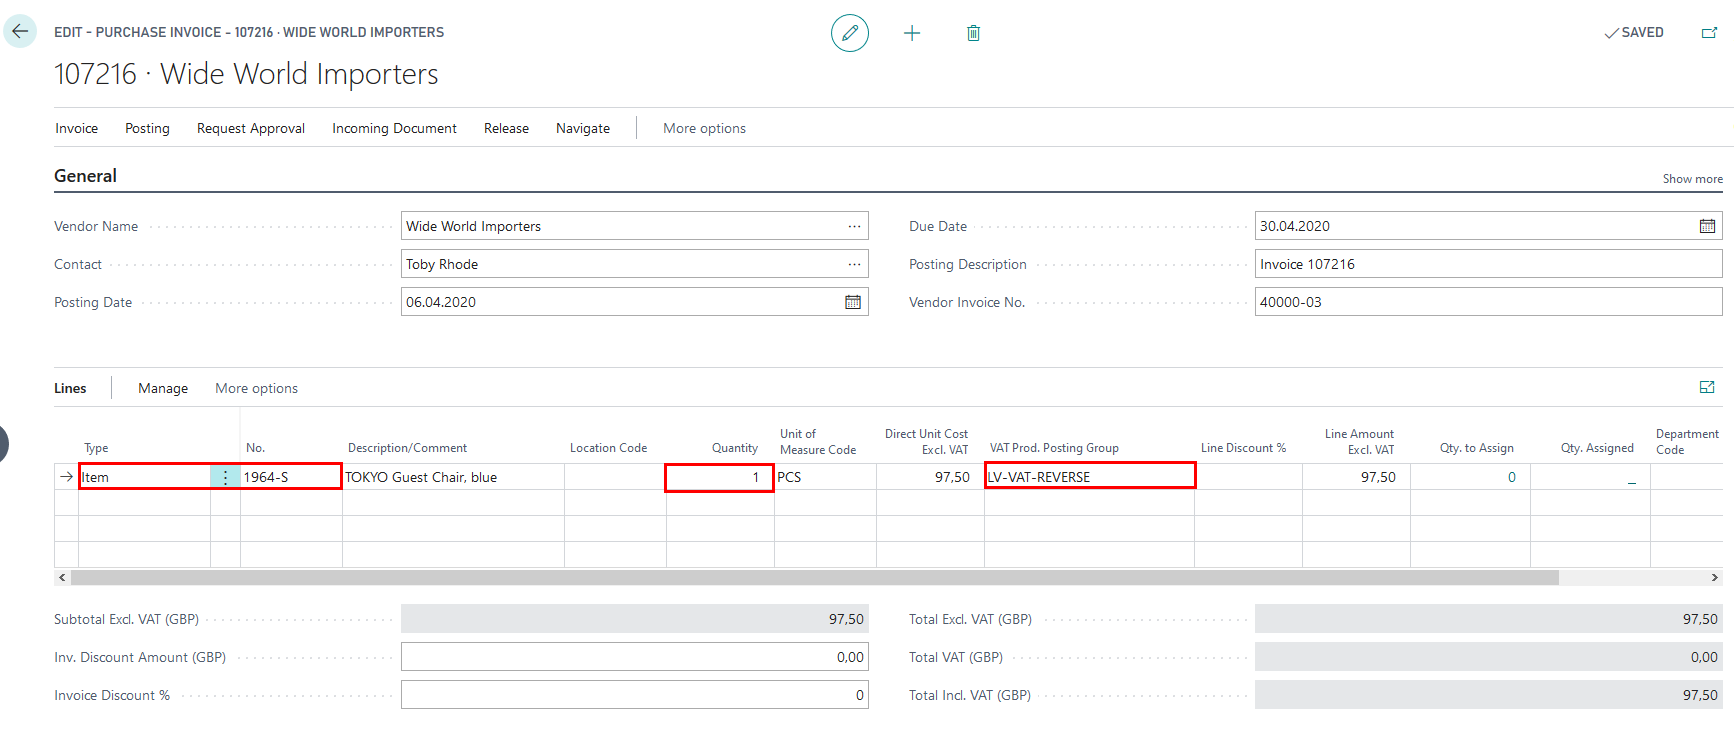 EDIT - PURCHASE INVOICE - 107216 · WIDE WORLD IMPORTERS
SAVED
107216 · Wide World Importers
Invoice Posting Request Approval Incoming Document Release Navigate More options
General
Show more
Vendor Name Wide World Importers
Due Date 30.04.2020
Contact Toby Rhode
Posting Description Invoice 107216
Posting Date 06.04.2020
Vendor Invoice No. 40000-03
Lines Manage More options
Type No. Description/Comment Location Code Quantity Unit of Measure Code Direct Unit Cost Excl. VAT VAT Prod. Posting Group Line Discount % Line Amount Excl. VAT Qty. to Assign Qty. Assigned Department Code
Item 1964-S TOKYO Guest Chair, blue 1 PCS 97,50 LV-VAT-REVERSE 97,50 0 _
Subtotal Excl. VAT (GBP) 97,50
Total Excl. VAT (GBP) 97,50
Inv. Discount Amount (GBP) 0,00
Total VAT (GBP) 0,00
Invoice Discount % 0
Total Incl. VAT (GBP) 97,50